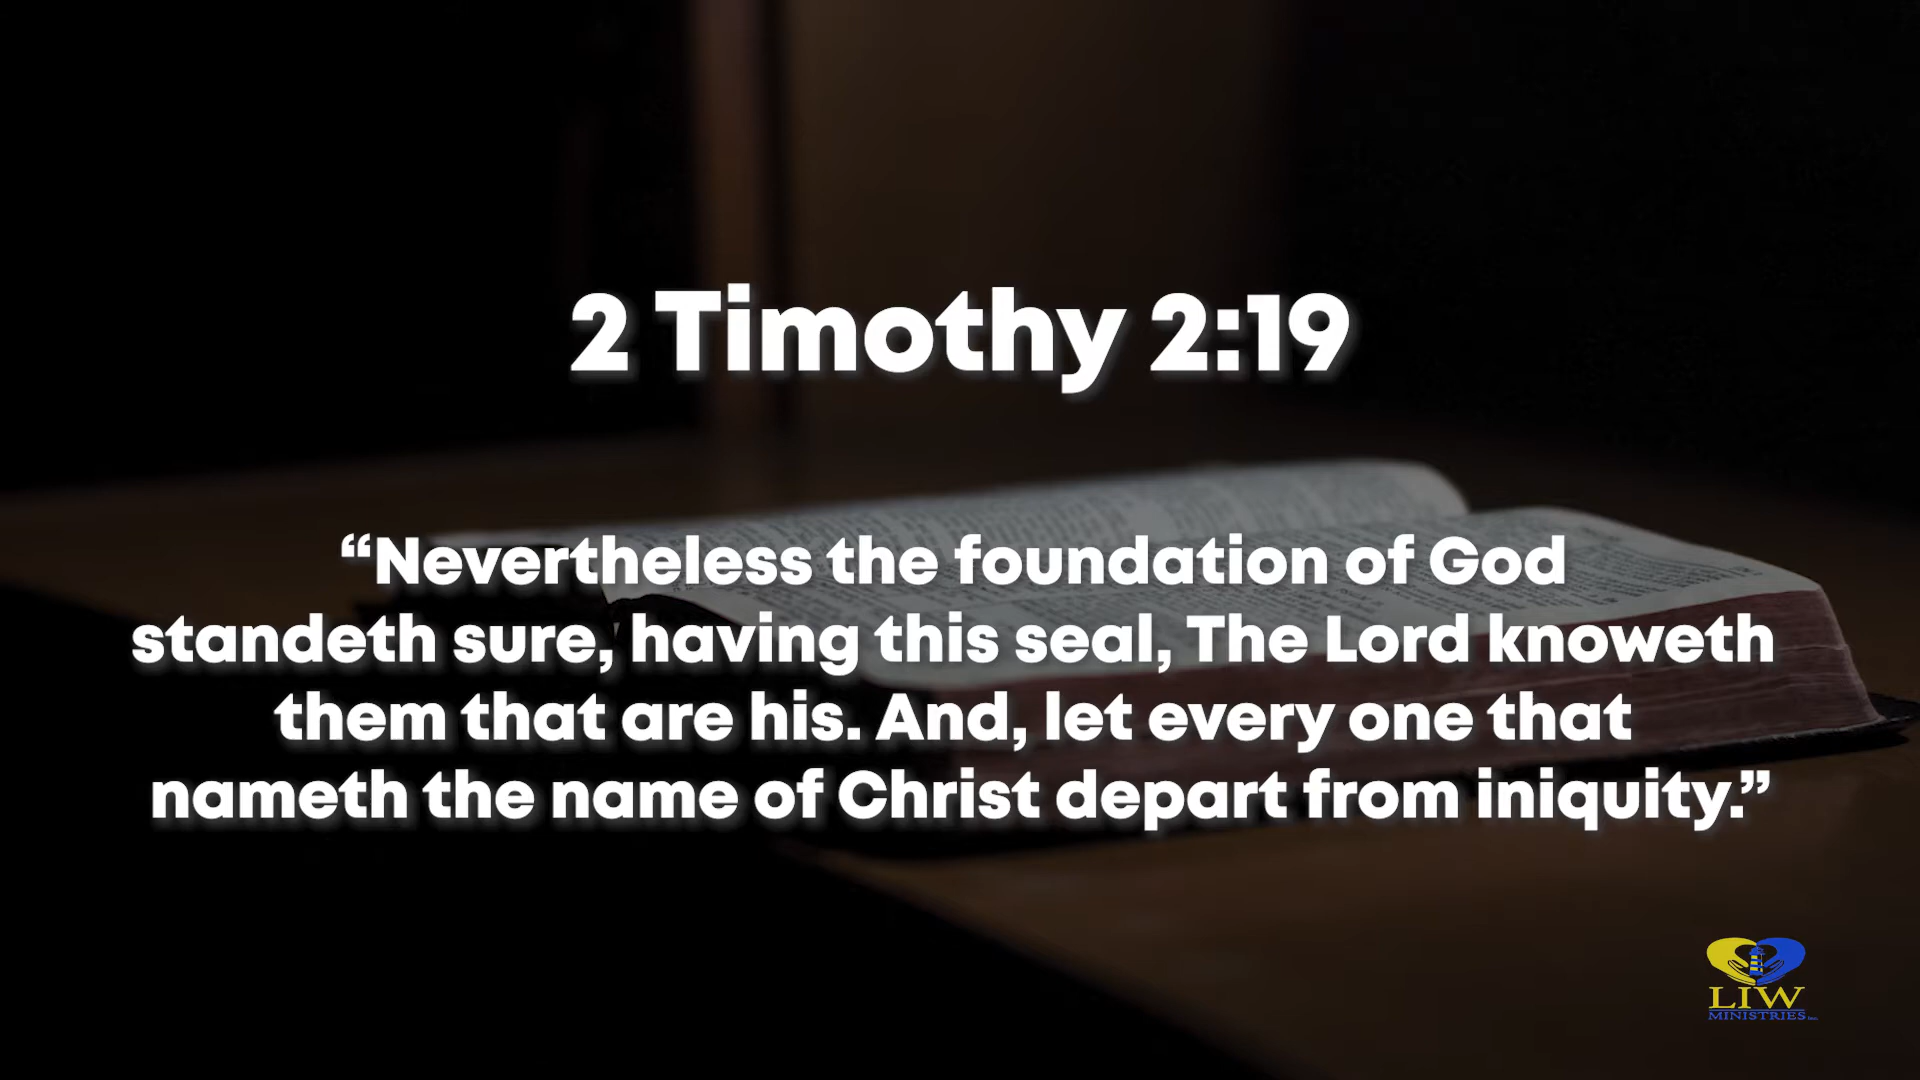 2 Timothy 2:19
“Nevertheless the foundation of God
standeth sure, having this seal, The Lord knoweth
them that are his. And, let every one that
nameth the name of Christ depart from iniquity.”
LIW
MINISTRIES